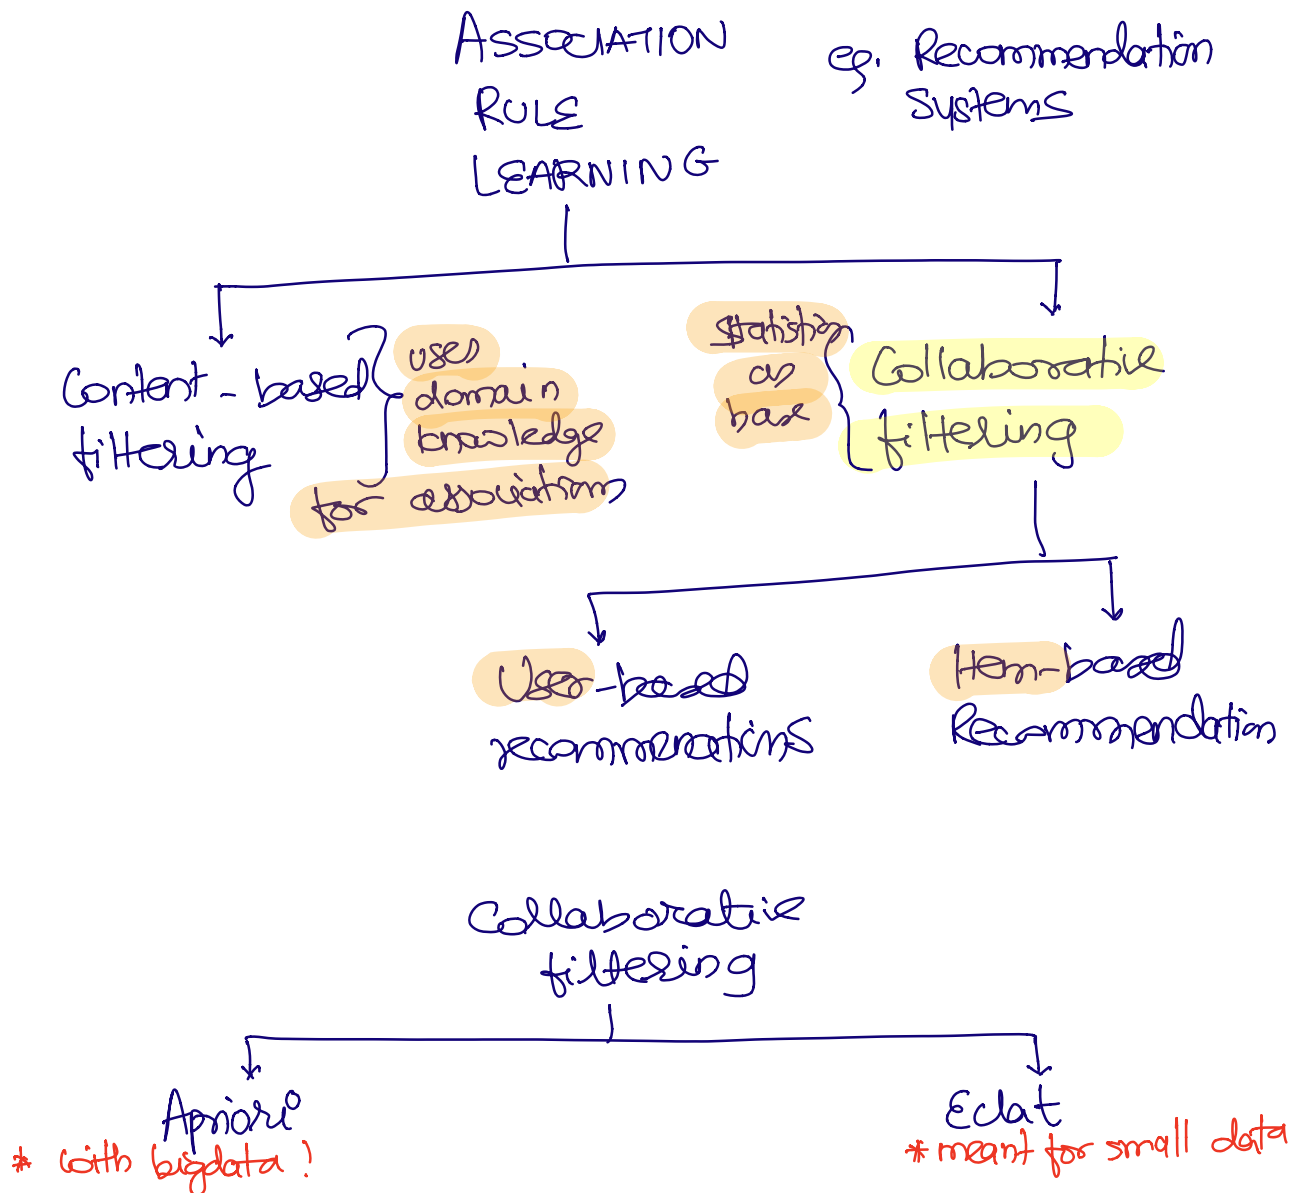 ASSOCIATION
RULE
LEARNING
eg. Recommendation
Systems
Content-based
filtering
uses
domain
knowledge
for associations
Statistics
as
base
Collaborative
filtering
User-based
recommendations
Item-based
Recommendation
Collaborative
filtering
Apriori
* with bigdata!
Eclat
* meant for small data